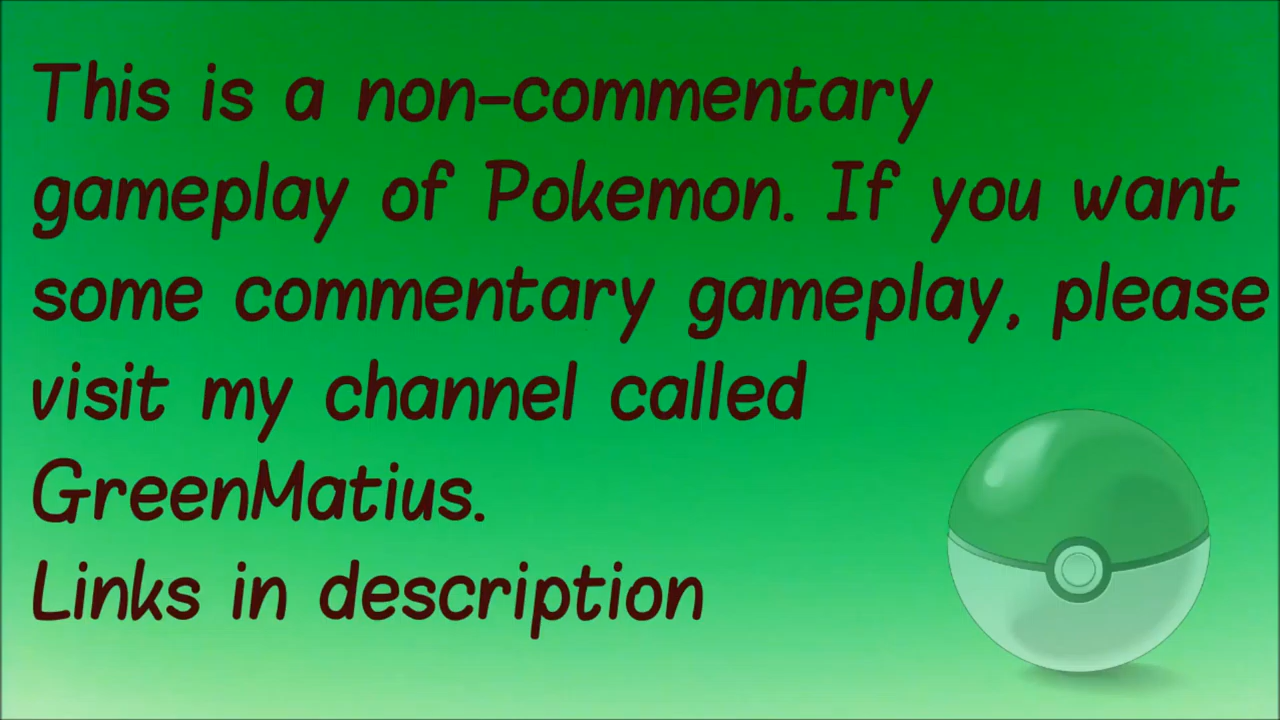 This is a non-commentary
gameplay of Pokemon. If you want
some commentary gameplay, please
visit my channel called
GreenMatius.
Links in description